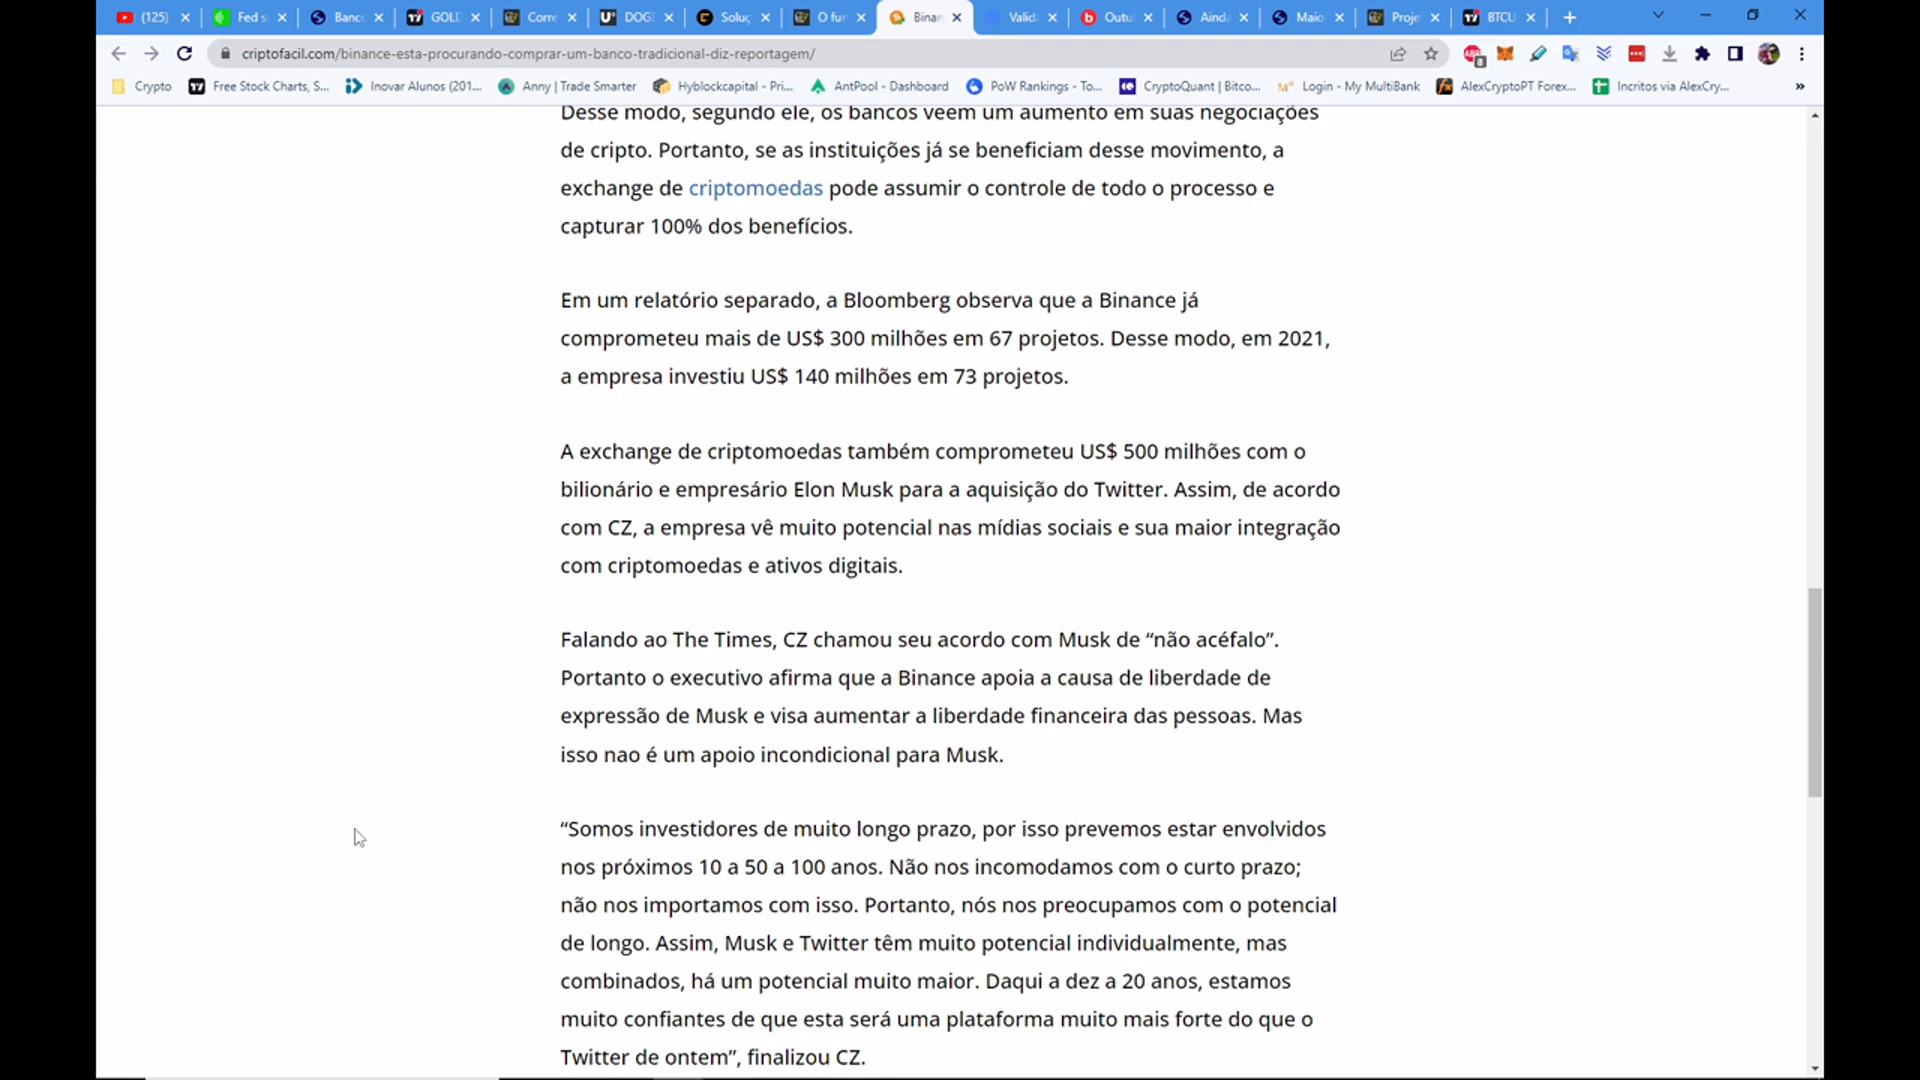 (125)
Fed s
Banc
GOLD
Corre
DOG
Soluç
O fur
Binan
Valid
Outu
Aind
Maio
Proje
BTCU
criptofacil.com/binance-esta-procurando-comprar-um-banco-tradicional-diz-reportagem/
Crypto
Free Stock Charts, S...
Inovar Alunos (201...
Anny | Trade Smarter
Hyblockcapital - Pri...
AntPool - Dashboard
PoW Rankings - To...
CryptoQuant | Bitco...
Login - My MultiBank
AlexCryptoPT Forex...
Incritos via AlexCry...
Desse modo, segundo ele, os bancos veem um aumento em suas negociações
de cripto. Portanto, se as instituições já se beneficiam desse movimento, a
exchange de criptomoedas pode assumir o controle de todo o processo e
capturar 100% dos benefícios.
Em um relatório separado, a Bloomberg observa que a Binance já
comprometeu mais de US$ 300 milhões em 67 projetos. Desse modo, em 2021,
a empresa investiu US$ 140 milhões em 73 projetos.
A exchange de criptomoedas também comprometeu US$ 500 milhões com o
bilionário e empresário Elon Musk para a aquisição do Twitter. Assim, de acordo
com CZ, a empresa vê muito potencial nas mídias sociais e sua maior integração
com criptomoedas e ativos digitais.
Falando ao The Times, CZ chamou seu acordo com Musk de “não acéfalo”.
Portanto o executivo afirma que a Binance apoia a causa de liberdade de
expressão de Musk e visa aumentar a liberdade financeira das pessoas. Mas
isso nao é um apoio incondicional para Musk.
“Somos investidores de muito longo prazo, por isso prevemos estar envolvidos
nos próximos 10 a 50 a 100 anos. Não nos incomodamos com o curto prazo;
não nos importamos com isso. Portanto, nós nos preocupamos com o potencial
de longo. Assim, Musk e Twitter têm muito potencial individualmente, mas
combinados, há um potencial muito maior. Daqui a dez a 20 anos, estamos
muito confiantes de que esta será uma plataforma muito mais forte do que o
Twitter de ontem”, finalizou CZ.